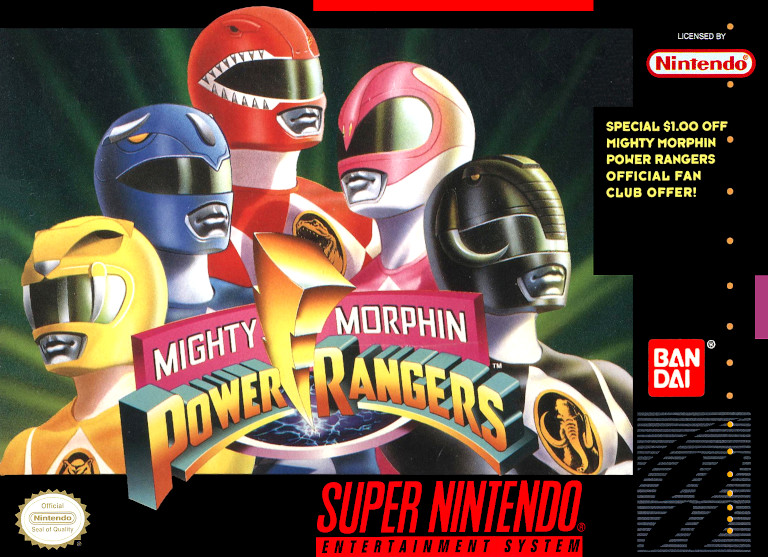 LICENSED BY
Nintendo®
SPECIAL $1.00 OFF
MIGHTY MORPHIN
POWER RANGERS
OFFICIAL FAN
CLUB OFFER!
MIGHTY MORPHIN
POWER RANGERS™
BAN
DAI®
Official
Nintendo
Seal of Quality
SUPER NINTENDO®
ENTERTAINMENT SYSTEM